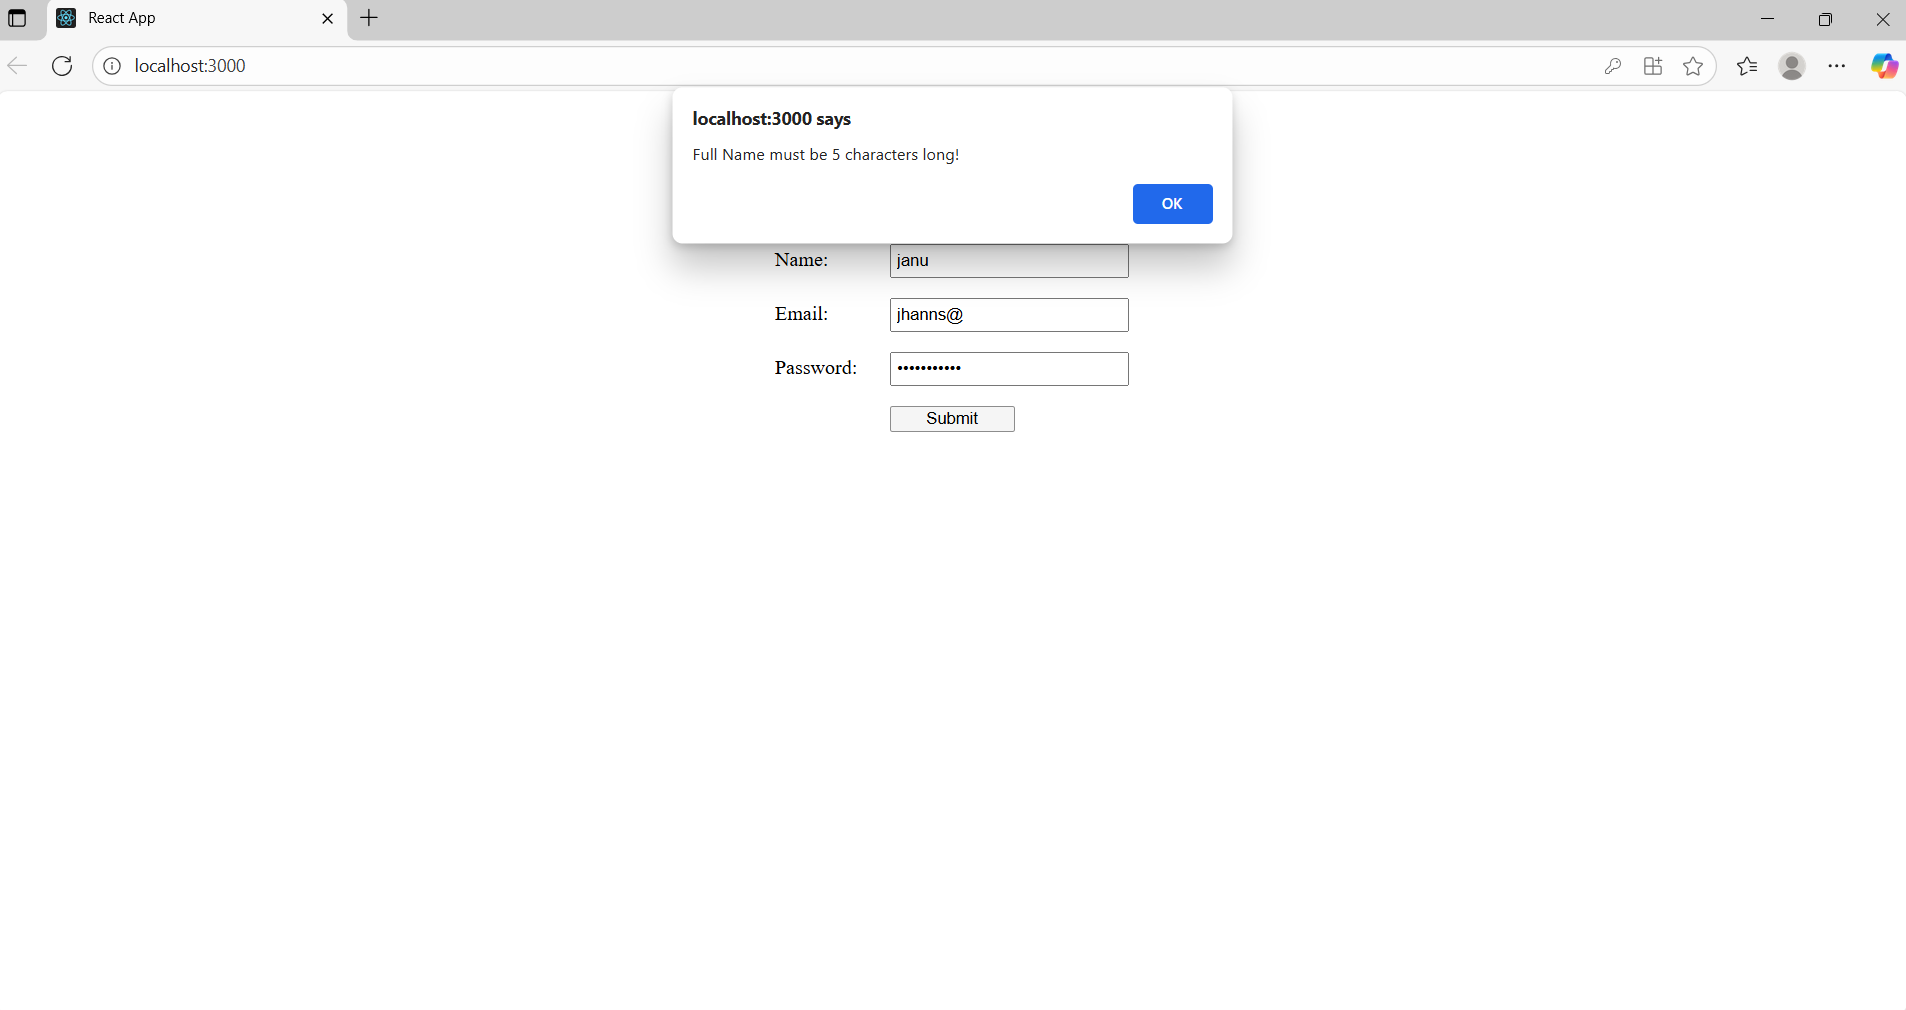 React App
localhost:3000
localhost:3000 says
Full Name must be 5 characters long!
OK
Name: janu
Email: jhanns@
Password: •••••••••••
Submit